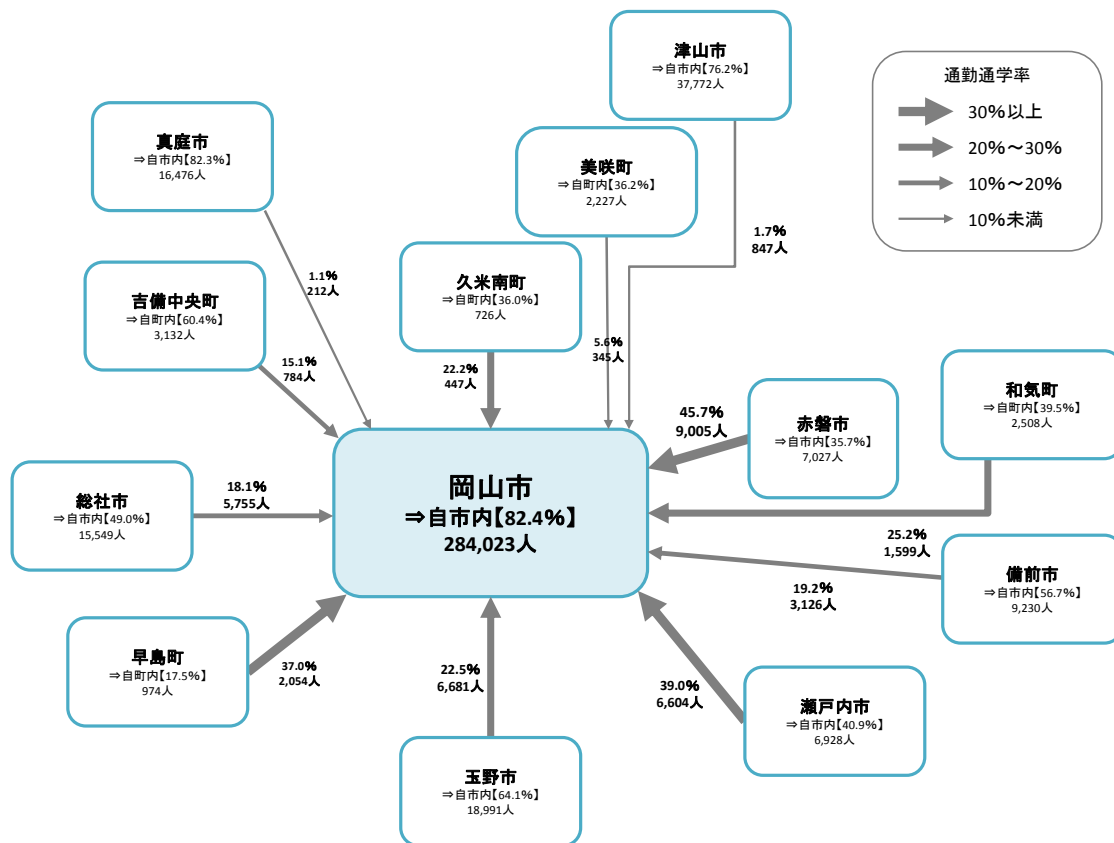 津山市
⇒自市内【76.2%】
37,772人
通勤通学率
30%以上
20%～30%
10%～20%
10%未満
真庭市
⇒自市内【82.3%】
16,476人
美咲町
⇒自町内【36.2%】
2,227人
1.7%
847人
久米南町
⇒自町内【36.0%】
726人
吉備中央町
⇒自町内【60.4%】
3,132人
1.1%
212人
5.6%
345人
15.1%
784人
22.2%
447人
和気町
⇒自町内【39.5%】
2,508人
45.7%
9,005人
赤磐市
⇒自市内【35.7%】
7,027人
岡山市
⇒自市内【82.4%】
284,023人
総社市
⇒自市内【49.0%】
15,549人
18.1%
5,755人
25.2%
1,599人
備前市
⇒自市内【56.7%】
9,230人
19.2%
3,126人
早島町
⇒自町内【17.5%】
974人
37.0%
2,054人
22.5%
6,681人
39.0%
6,604人
瀬戸内市
⇒自市内【40.9%】
6,928人
玉野市
⇒自市内【64.1%】
18,991人